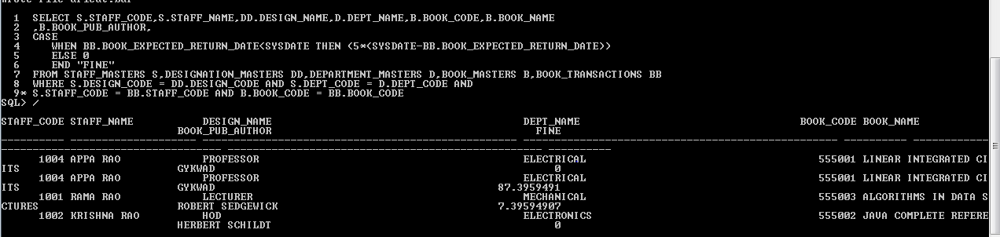 1 SELECT S.STAFF_CODE,S.STAFF_NAME,DD.DESIGN_NAME,D.DEPT_NAME,B.BOOK_CODE,B.BOOK_NAME
2 ,B.BOOK_PUB_AUTHOR,
3 CASE
4 WHEN BB.BOOK_EXPECTED_RETURN_DATE<SYSDATE THEN (5*(SYSDATE-BB.BOOK_EXPECTED_RETURN_DATE))
5 ELSE 0
6 END "FINE"
7 FROM STAFF_MASTERS S,DESIGNATION_MASTERS DD,DEPARTMENT_MASTERS D,BOOK_MASTERS B,BOOK_TRANSACTIONS BB
8 WHERE S.DESIGN_CODE = DD.DESIGN_CODE AND S.DEPT_CODE = D.DEPT_CODE AND
9* S.STAFF_CODE = BB.STAFF_CODE AND B.BOOK_CODE = BB.BOOK_CODE
SQL> /
STAFF_CODE STAFF_NAME DESIGN_NAME DEPT_NAME BOOK_CODE BOOK_NAME
BOOK_PUB_AUTHOR FINE
1004 APPA RAO PROFESSOR ELECTRICAL 555001 LINEAR INTEGRATED CI
ITS GYKWAD 0
1004 APPA RAO PROFESSOR ELECTRICAL 555001 LINEAR INTEGRATED CI
ITS GYKWAD 87.3959491
1001 RAMA RAO LECTURER MECHANICAL 555003 ALGORITHMS IN DATA S
CTURES ROBERT SEDGEWICK 7.39594907
1002 KRISHNA RAO HOD ELECTRONICS 555002 JAVA COMPLETE REFERE
HERBERT SCHILDT 0